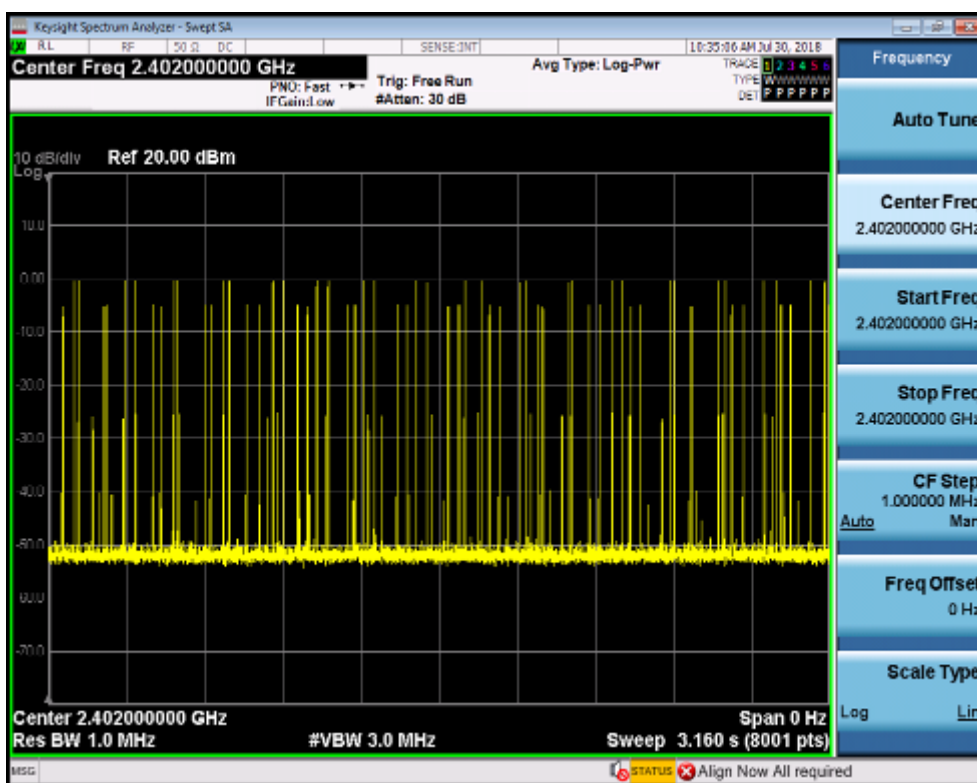 Keysight Spectrum Analyzer - Swept SA
RL RF 50 Ω DC SENSE:INT 10:35:06 AM Jul 30, 2018
Center Freq 2.402000000 GHz
PNO: Fast
IFGain:Low
Trig: Free Run
#Atten: 30 dB
Avg Type: Log-Pwr
TRACE 1 2 3 4 5 6
TYPE
DET P P P P P P
10 dB/div Ref 20.00 dBm
Log
10.0
0.00
-10.0
-20.0
-30.0
-40.0
-50.0
-60.0
-70.0
Center 2.402000000 GHz Span 0 Hz
Res BW 1.0 MHz #VBW 3.0 MHz Sweep 3.160 s (8001 pts)
MSG STATUS Align Now All required
Frequency
Auto Tune
Center Freq
2.402000000 GHz
Start Freq
2.402000000 GHz
Stop Freq
2.402000000 GHz
CF Step
1.000000 MHz
Auto Man
Freq Offset
0 Hz
Scale Type
Log Lin